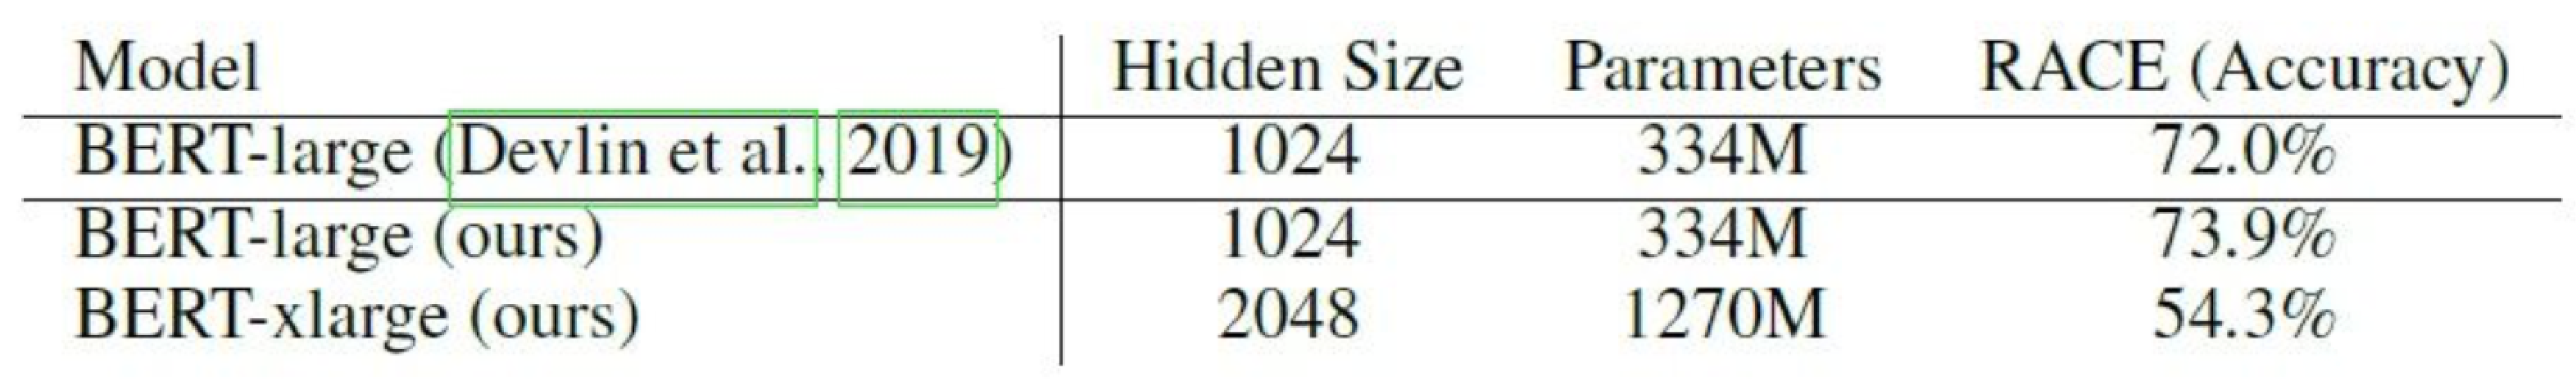 Model Hidden Size Parameters RACE (Accuracy)
BERT-large (Devlin et al., 2019) 1024 334M 72.0%
BERT-large (ours) 1024 334M 73.9%
BERT-xlarge (ours) 2048 1270M 54.3%